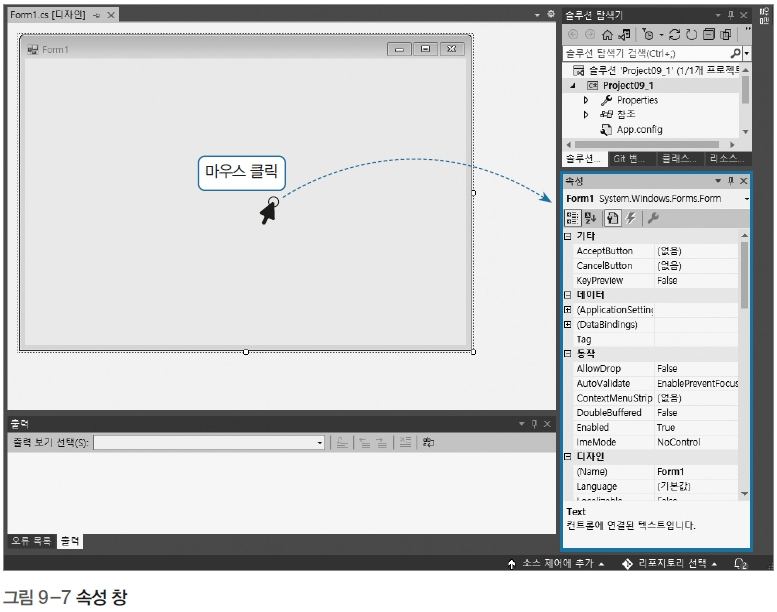 Form1.cs [디자인]
Form1
마우스 클릭
출력
출력 보기 선택(S):
오류 목록 출력
솔루션 탐색기
솔루션 탐색기 검색(Ctrl+;)
솔루션 'Project09_1' (1/1개 프로젝트
Project09_1
Properties
참조
App.config
솔루션... Git 변... 클래스... 리소스...
속성
Form1 System.Windows.Forms.Form
기타
AcceptButton (없음)
CancelButton (없음)
KeyPreview False
데이터
(ApplicationSetting
(DataBindings)
Tag
동작
AllowDrop False
AutoValidate EnablePreventFocus
ContextMenuStrip (없음)
DoubleBuffered False
Enabled True
ImeMode NoControl
디자인
(Name) Form1
Language (기본값)
Localizable False
Text
컨트롤에 연결된 텍스트입니다.
소스 제어에 추가 리포지토리 선택 2
그림 9-7 속성 창